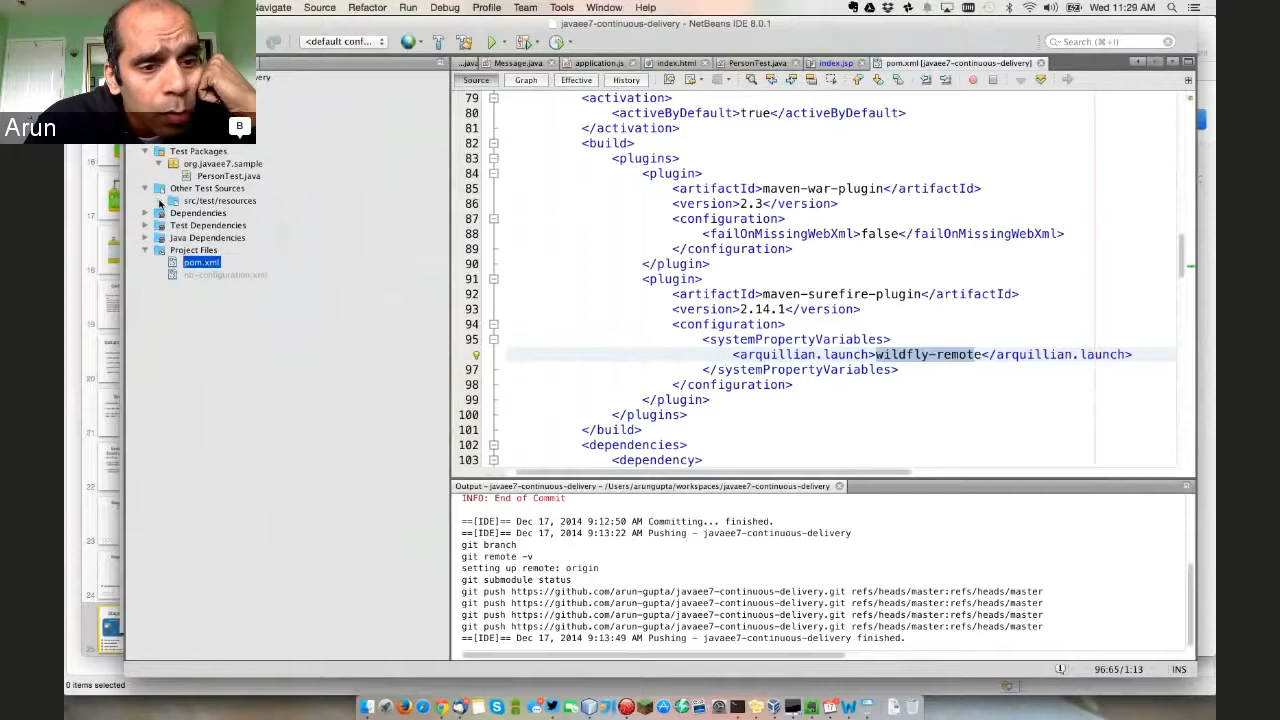 Navigate Source Refactor Run Debug Profile Team Tools Window Wed 11:29 AM
javaee7-continuous-delivery - NetBeans IDE 8.0.1
<default conf...
Search (⌘+I)
...java Message.java application.js index.html PersonTest.java index.jsp pom.xml [javaee7-continuous-delivery]
Source Graph Effective History
Arun
B
Test Packages
org.javaee7.sample
PersonTest.java
Other Test Sources
src/test/resources
Dependencies
Test Dependencies
Java Dependencies
Project Files
pom.xml
nb-configuration.xml
79 <activation>
80 <activeByDefault>true</activeByDefault>
81 </activation>
82 <build>
83 <plugins>
84 <plugin>
85 <artifactId>maven-war-plugin</artifactId>
86 <version>2.3</version>
87 <configuration>
88 <failOnMissingWebXml>false</failOnMissingWebXml>
89 </configuration>
90 </plugin>
91 <plugin>
92 <artifactId>maven-surefire-plugin</artifactId>
93 <version>2.14.1</version>
94 <configuration>
95 <systemPropertyVariables>
<arquillian.launch>wildfly-remote</arquillian.launch>
97 </systemPropertyVariables>
98 </configuration>
99 </plugin>
100 </plugins>
101 </build>
102 <dependencies>
103 <dependency>
Output - javaee7-continuous-delivery - /Users/arungupta/workspaces/javaee7-continuous-delivery
INFO: End of Commit
==[IDE]== Dec 17, 2014 9:12:50 AM Committing... finished.
==[IDE]== Dec 17, 2014 9:13:22 AM Pushing - javaee7-continuous-delivery
git branch
git remote -v
setting up remote: origin
git submodule status
git push https://github.com/arun-gupta/javaee7-continuous-delivery.git refs/heads/master:refs/heads/master
git push https://github.com/arun-gupta/javaee7-continuous-delivery.git refs/heads/master:refs/heads/master
git push https://github.com/arun-gupta/javaee7-continuous-delivery.git refs/heads/master:refs/heads/master
git push https://github.com/arun-gupta/javaee7-continuous-delivery.git refs/heads/master:refs/heads/master
==[IDE]== Dec 17, 2014 9:13:49 AM Pushing - javaee7-continuous-delivery finished.
96:65/1:13 INS
17
19
20
21
22
23
24
0 items selected